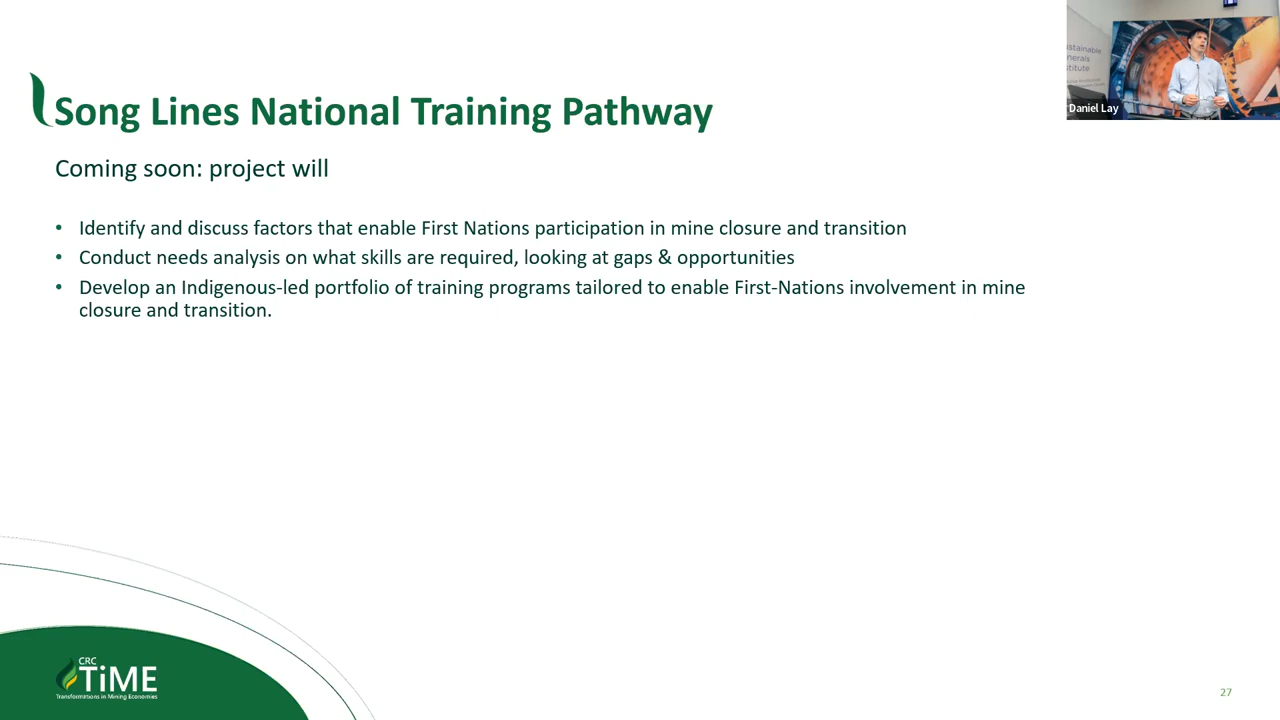 Song Lines National Training Pathway
Coming soon: project will
• Identify and discuss factors that enable First Nations participation in mine closure and transition
• Conduct needs analysis on what skills are required, looking at gaps & opportunities
• Develop an Indigenous-led portfolio of training programs tailored to enable First-Nations involvement in mine
closure and transition.
Daniel Lay
CRC
TiME
Transformations in Mining Economies
27